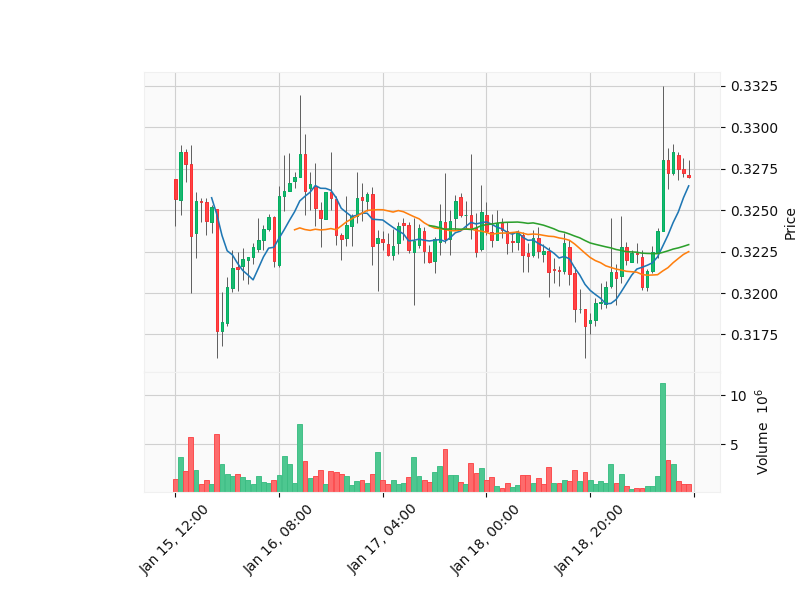 0.3325
0.3300
0.3275
0.3250
0.3225
0.3200
0.3175
Price
10
5
Volume 10⁶
Jan 15, 12:00
Jan 16, 08:00
Jan 17, 04:00
Jan 18, 00:00
Jan 18, 20:00